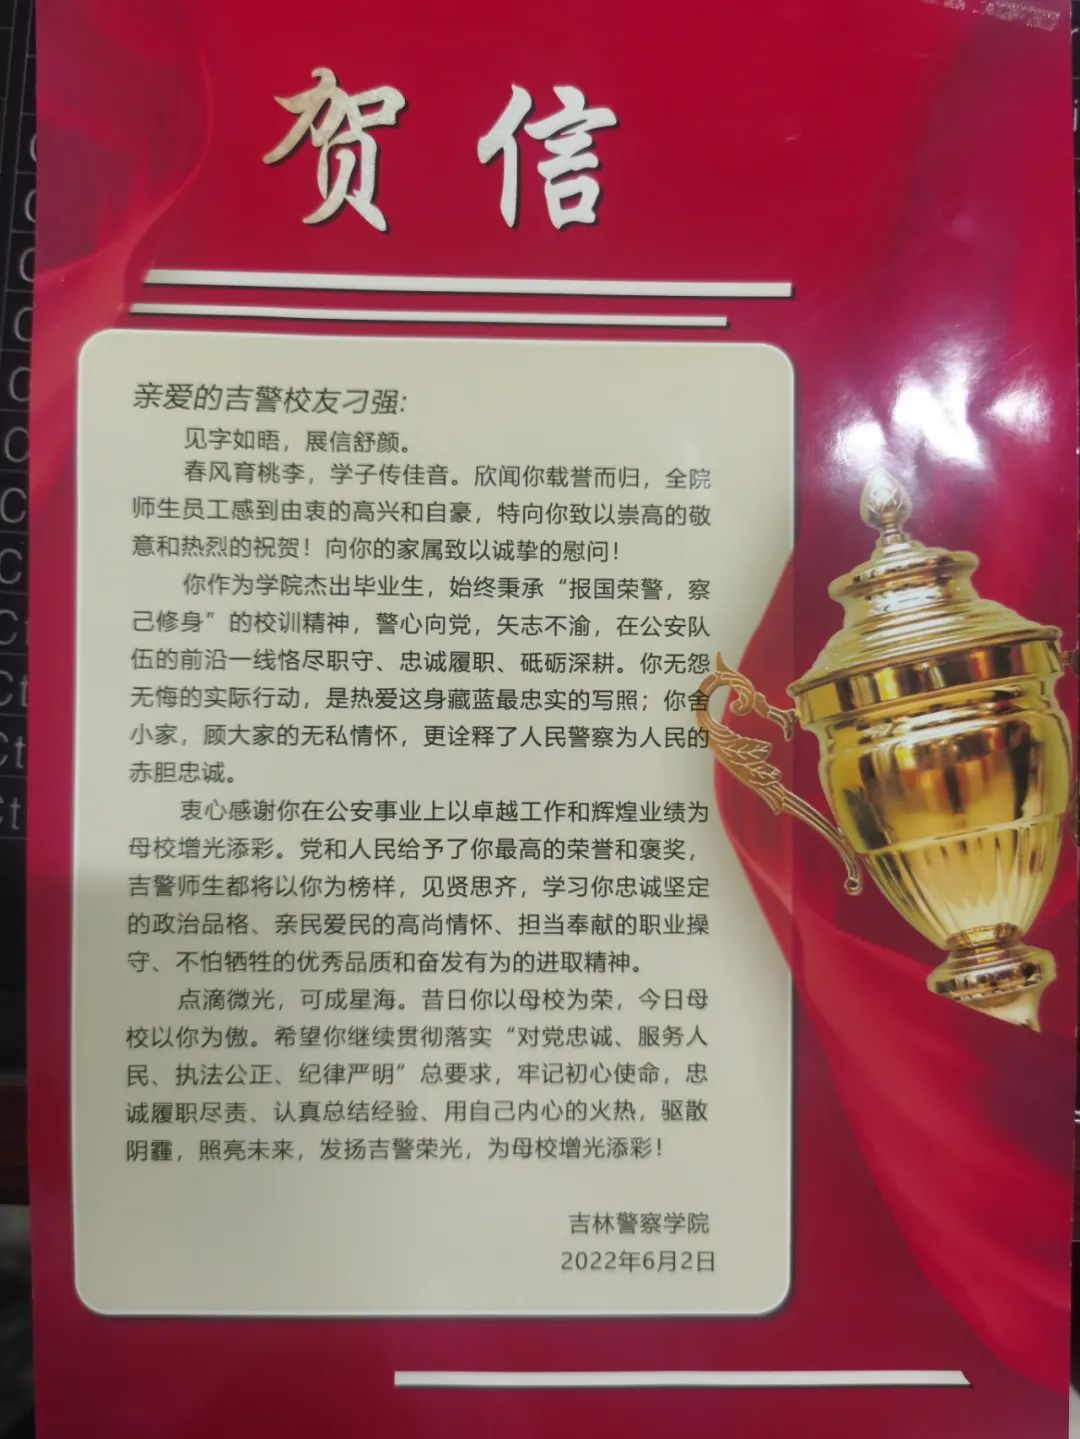 贺信
亲爱的吉警校友刁强:
见字如晤，展信舒颜。
春风育桃李，学子传佳音。欣闻你载誉而归，全院
师生员工感到由衷的高兴和自豪，特向你致以崇高的敬
意和热烈的祝贺！向你的家属致以诚挚的慰问！
你作为学院杰出毕业生，始终秉承“报国荣警，察
己修身”的校训精神，警心向党，矢志不渝，在公安队
伍的前沿一线恪尽职守、忠诚履职、砥砺深耕。你无怨
无悔的实际行动，是热爱这身藏蓝最忠实的写照；你舍
小家，顾大家的无私情怀，更诠释了人民警察为人民的
赤胆忠诚。
衷心感谢你在公安事业上以卓越工作和辉煌业绩为
母校增光添彩。党和人民给予了你最高的荣誉和褒奖，
吉警师生都将以你为榜样，见贤思齐，学习你忠诚坚定
的政治品格、亲民爱民的高尚情怀、担当奉献的职业操
守、不怕牺牲的优秀品质和奋发有为的进取精神。
点滴微光，可成星海。昔日你以母校为荣，今日母
校以你为傲。希望你继续贯彻落实“对党忠诚、服务人
民、执法公正、纪律严明”总要求，牢记初心使命，忠
诚履职尽责、认真总结经验、用自己内心的火热，驱散
阴霾，照亮未来，发扬吉警荣光，为母校增光添彩！
吉林警察学院
2022年6月2日